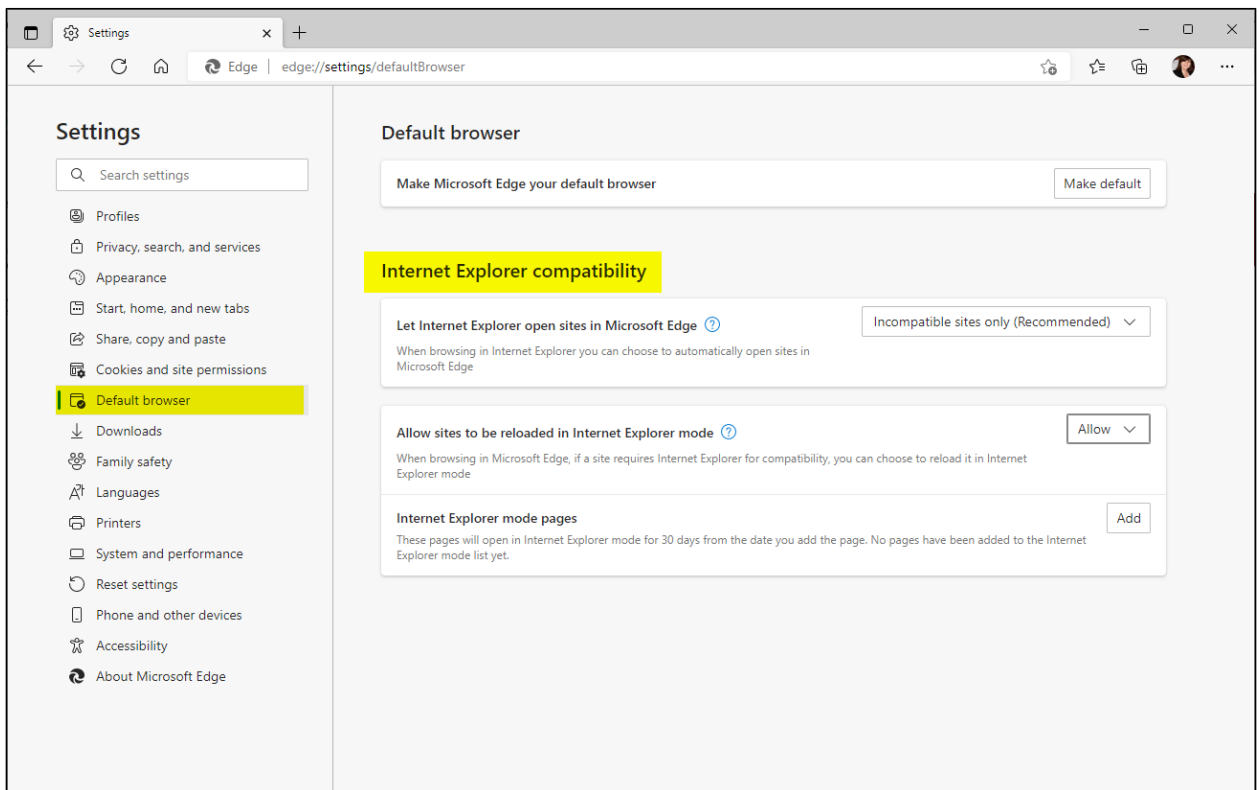 Settings
Edge | edge://settings/defaultBrowser
Settings
Search settings
Profiles
Privacy, search, and services
Appearance
Start, home, and new tabs
Share, copy and paste
Cookies and site permissions
Default browser
Downloads
Family safety
Languages
Printers
System and performance
Reset settings
Phone and other devices
Accessibility
About Microsoft Edge
Default browser
Make Microsoft Edge your default browser
Make default
Internet Explorer compatibility
Let Internet Explorer open sites in Microsoft Edge
Incompatible sites only (Recommended)
When browsing in Internet Explorer you can choose to automatically open sites in
Microsoft Edge
Allow sites to be reloaded in Internet Explorer mode
Allow
When browsing in Microsoft Edge, if a site requires Internet Explorer for compatibility, you can choose to reload it in Internet
Explorer mode
Internet Explorer mode pages
Add
These pages will open in Internet Explorer mode for 30 days from the date you add the page. No pages have been added to the Internet
Explorer mode list yet.